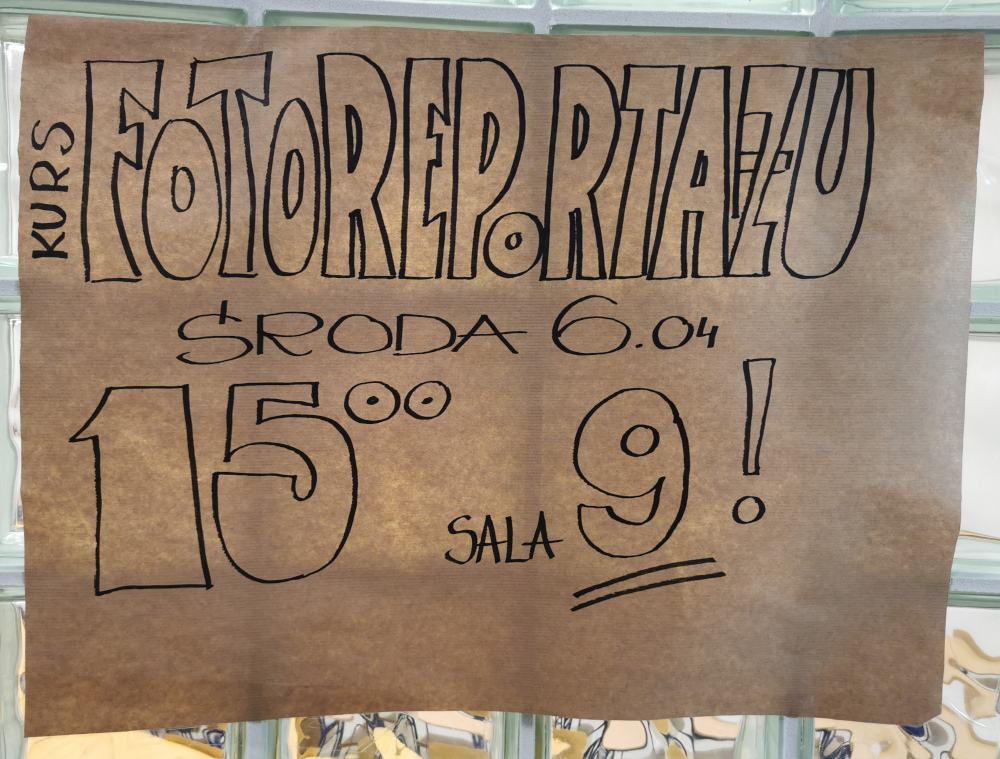 KURS FOTOREPORTAŻU
ŚRODA 6.04
15⁰⁰ SALA 9!